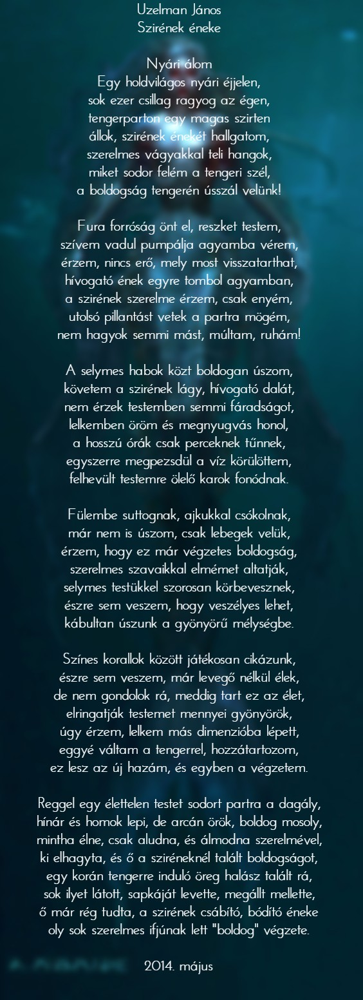 Uzelman János
Szirének éneke

Nyári álom
Egy holdvilágos nyári éjjelen,
sok ezer csillag ragyog az égen,
tengerparton egy magas szirten
állok, szirének énekét hallgatom,
szerelmes vágyakkal teli hangok,
miket sodor felém a tengeri szél,
a boldogság tengerén ússzál velünk!

Fura forróság önt el, reszket testem,
szívem vadul pumpálja agyamba vérem,
érzem, nincs erő, mely most visszatarthat,
hívogató ének egyre tombol agyamban,
a szirének szerelme érzem, csak enyém,
utolsó pillantást vetek a partra mögém,
nem hagyok semmi mást, múltam, ruhám!

A selymes habok közt boldogan úszom,
követem a szirének lágy, hívogató dalát,
nem érzek testemben semmi fáradságot,
lelkemben öröm és megnyugvás honol,
a hosszú órák csak perceknek tűnnek,
egyszerre megpezsdül a víz körülöttem,
felhevült testemre ölelő karok fonódnak.

Fülembe suttognak, ajkukkal csókolnak,
már nem is úszom, csak lebegek velük,
érzem, hogy ez már végzetes boldogság,
szerelmes szavaikkal elmémet altatják,
selymes testükkel szorosan körbevesznek,
észre sem veszem, hogy veszélyes lehet,
kábultan úszunk a gyönyörű mélységbe.

Színes korallok között játékosan cikázunk,
észre sem veszem, már levegő nélkül élek,
de nem gondolok rá, meddig tart ez az élet,
elringatják testemet mennyei gyönyörök,
úgy érzem, lelkem más dimenzióba lépett,
eggyé váltam a tengerrel, hozzátartozom,
ez lesz az új hazám, és egyben a végzetem.

Reggel egy élettelen testet sodort partra a dagály,
hínár és homok lepi, de arcán örök, boldog mosoly,
mintha élne, csak aludna, és álmodna szerelmével,
ki elhagyta, és ő a sziréneknél talált boldogságot,
egy korán tengerre induló öreg halász talált rá,
sok ilyet látott, sapkáját levette, megállt mellette,
ő már rég tudta, a szirének csábító, bódító éneke
oly sok szerelmes ifjúnak lett "boldog" végzete.

2014. május